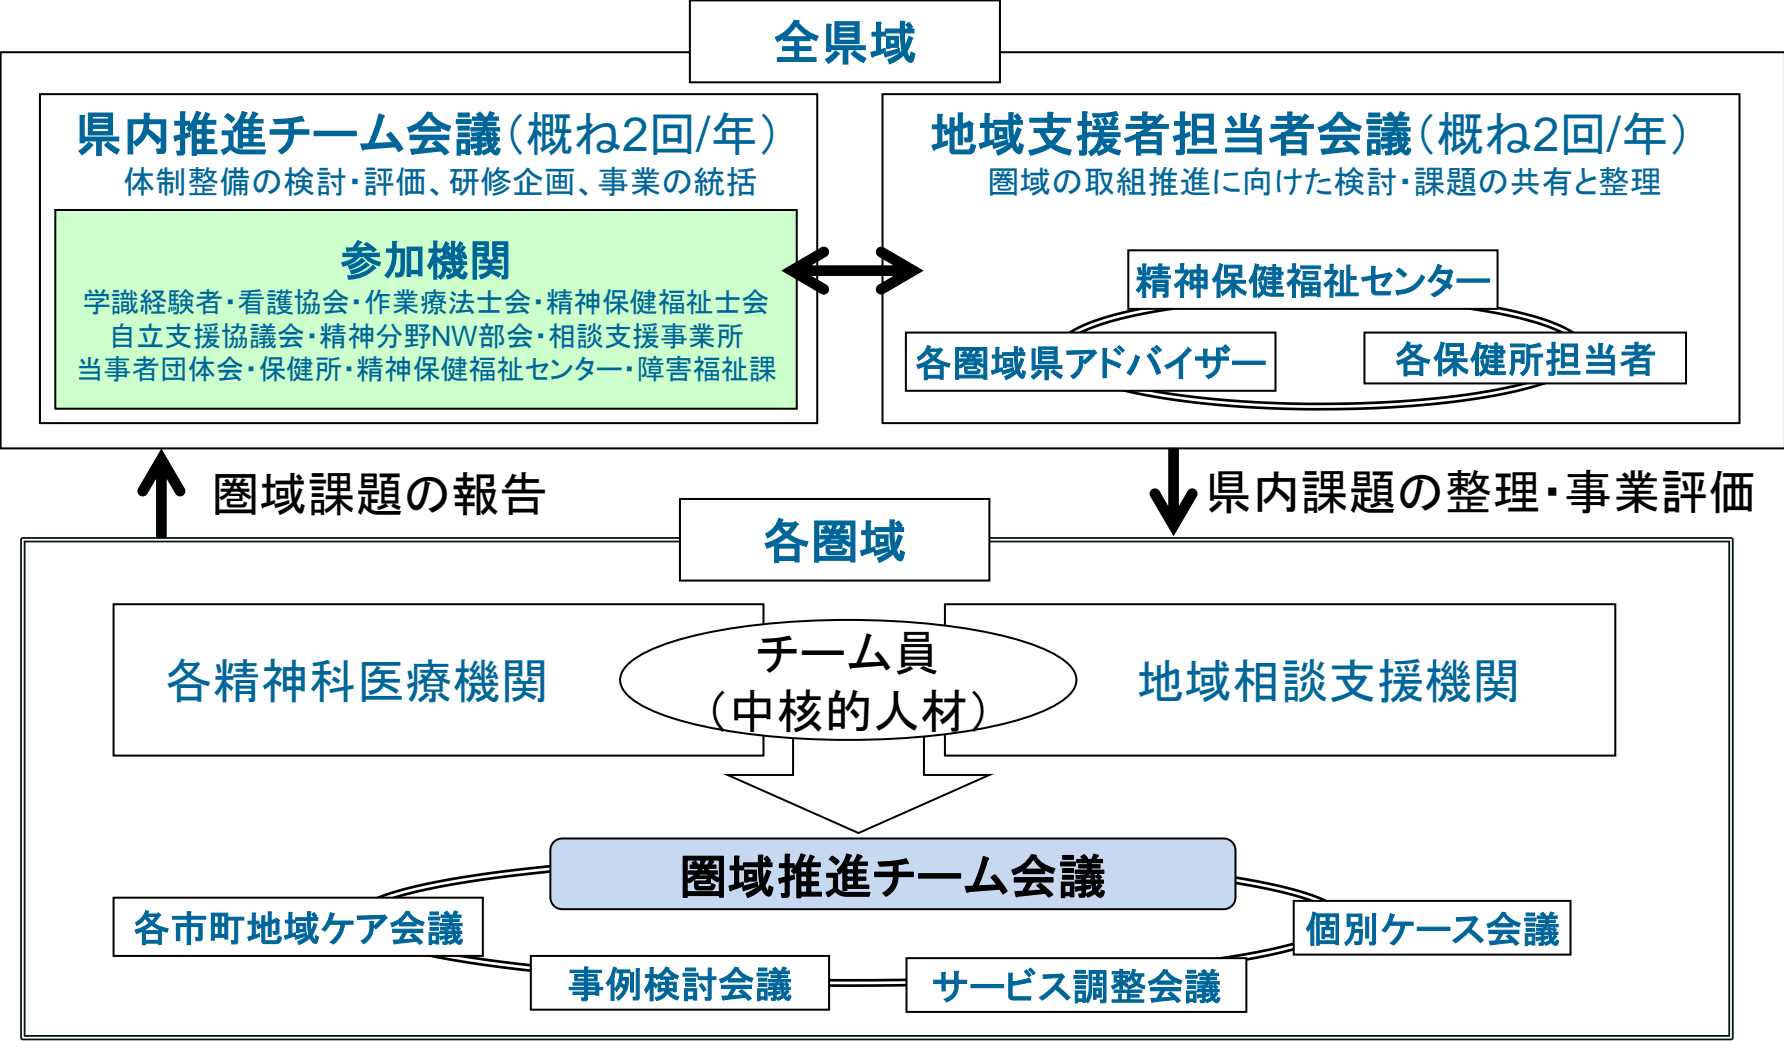 全県域
県内推進チーム会議（概ね2回/年）
体制整備の検討・評価、研修企画、事業の統括
参加機関
学識経験者・看護協会・作業療法士会・精神保健福祉士会
自立支援協議会・精神分野NW部会・相談支援事業所
当事者団体会・保健所・精神保健福祉センター・障害福祉課
地域支援者担当者会議（概ね2回/年）
圏域の取組推進に向けた検討・課題の共有と整理
精神保健福祉センター
各圏域県アドバイザー
各保健所担当者
圏域課題の報告
県内課題の整理・事業評価
各圏域
各精神科医療機関
チーム員
（中核的人材）
地域相談支援機関
圏域推進チーム会議
各市町地域ケア会議
個別ケース会議
事例検討会議
サービス調整会議